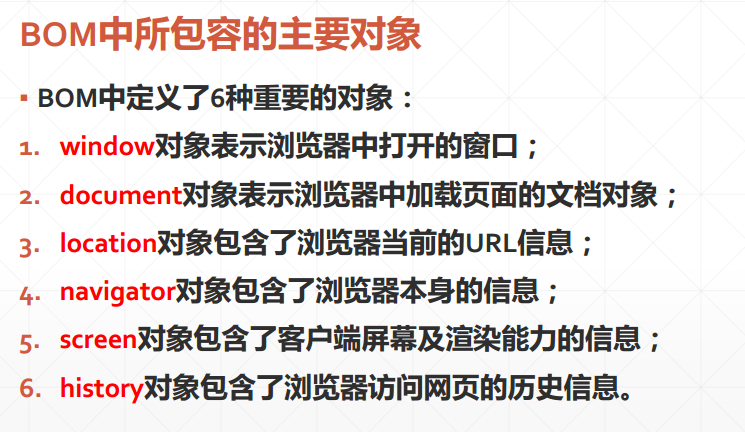 BOM中所包容的主要对象
▪ BOM中定义了6种重要的对象：
1. window对象表示浏览器中打开的窗口；
2. document对象表示浏览器中加载页面的文档对象；
3. location对象包含了浏览器当前的URL信息；
4. navigator对象包含了浏览器本身的信息；
5. screen对象包含了客户端屏幕及渲染能力的信息；
6. history对象包含了浏览器访问网页的历史信息。